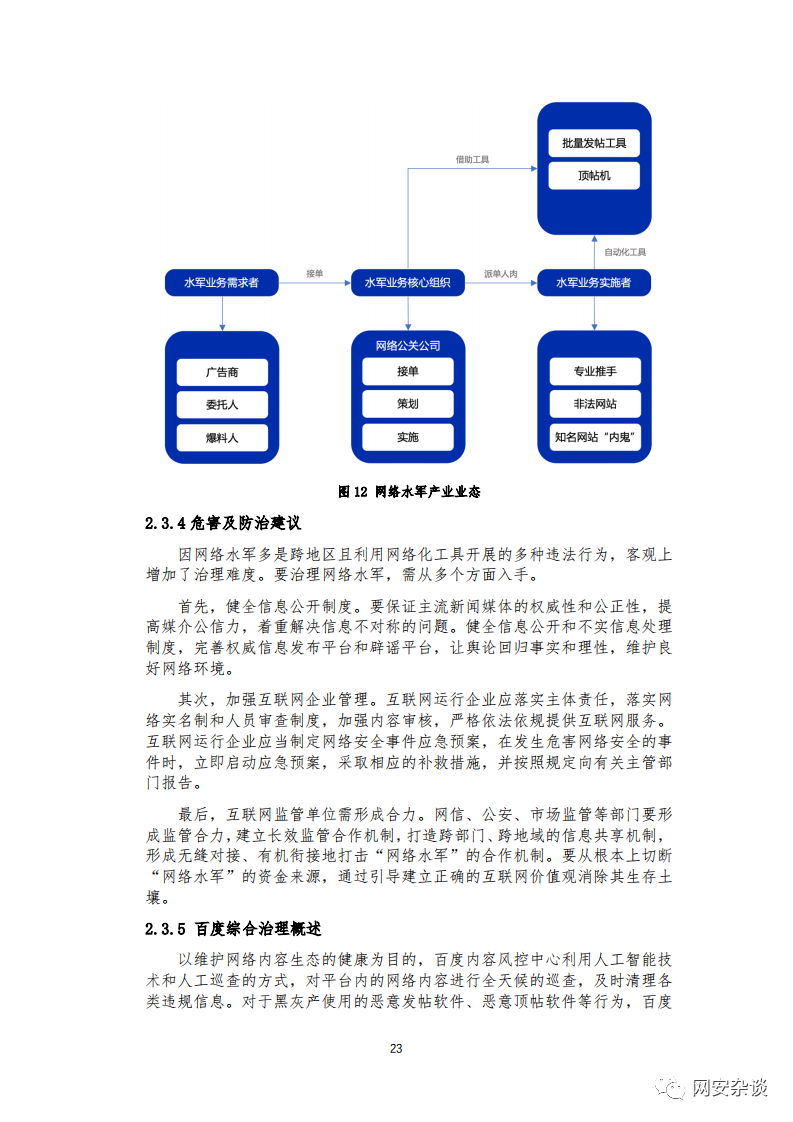 批量发帖工具
借助工具
顶帖机
自动化工具
水军业务需求者
接单
水军业务核心组织
派单人肉
水军业务实施者
网络公关公司
广告商
接单
专业推手
委托人
策划
非法网站
爆料人
实施
知名网站“内鬼”
图12 网络水军产业业态
2.3.4危害及防治建议
因网络水军多是跨地区且利用网络化工具开展的多种违法行为，客观上
增加了治理难度。要治理网络水军，需从多个方面入手。
首先，健全信息公开制度。要保证主流新闻媒体的权威性和公正性，提
高媒介公信力，着重解决信息不对称的问题。健全信息公开和不实信息处理
制度，完善权威信息发布平台和辟谣平台，让舆论回归事实和理性，维护良
好网络环境。
其次，加强互联网企业管理。互联网运行企业应落实主体责任，落实网
络实名制和人员审查制度，加强内容审核，严格依法依规提供互联网服务。
互联网运行企业应当制定网络安全事件应急预案，在发生危害网络安全的事
件时，立即启动应急预案，采取相应的补救措施，并按照规定向有关主管部
门报告。
最后，互联网监管单位需形成合力。网信、公安、市场监管等部门要形
成监管合力，建立长效监管合作机制，打造跨部门、跨地域的信息共享机制，
形成无缝对接、有机衔接地打击“网络水军”的合作机制。要从根本上切断
“网络水军”的资金来源，通过引导建立正确的互联网价值观消除其生存土
壤。
2.3.5 百度综合治理概述
以维护网络内容生态的健康为目的，百度内容风控中心利用人工智能技
术和人工巡查的方式，对平台内的网络内容进行全天候的巡查，及时清理各
类违规信息。对于黑灰产使用的恶意发帖软件、恶意顶帖软件等行为，百度
23
网安杂谈